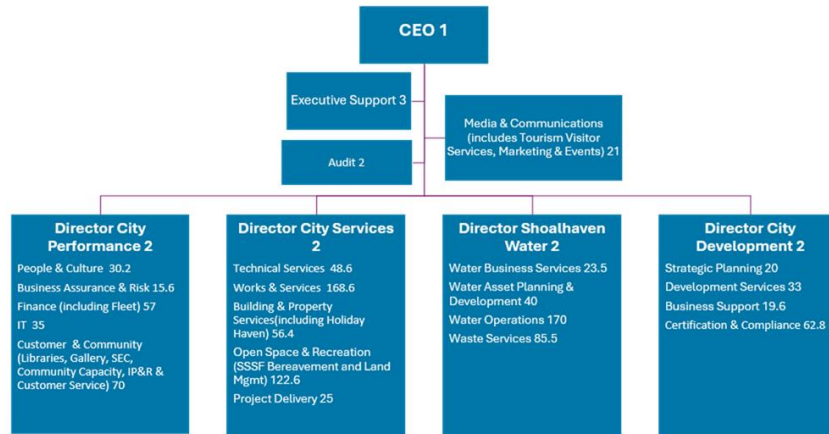 CEO 1
Executive Support 3
Media & Communications
(includes Tourism Visitor
Services, Marketing & Events) 21
Audit 2
Director City
Performance 2
People & Culture 30.2
Business Assurance & Risk 15.6
Finance (including Fleet) 57
IT 35
Customer & Community
(Libraries, Gallery, SEC,
Community Capacity, IP&R &
Customer Service) 70
Director City Services
2
Technical Services 48.6
Works & Services 168.6
Building & Property
Services(including Holiday
Haven) 56.4
Open Space & Recreation
(SSSF Bereavement and Land
Mgmt) 122.6
Project Delivery 25
Director Shoalhaven
Water 2
Water Business Services 23.5
Water Asset Planning &
Development 40
Water Operations 170
Waste Services 85.5
Director City
Development 2
Strategic Planning 20
Development Services 33
Business Support 19.6
Certification & Compliance 62.8